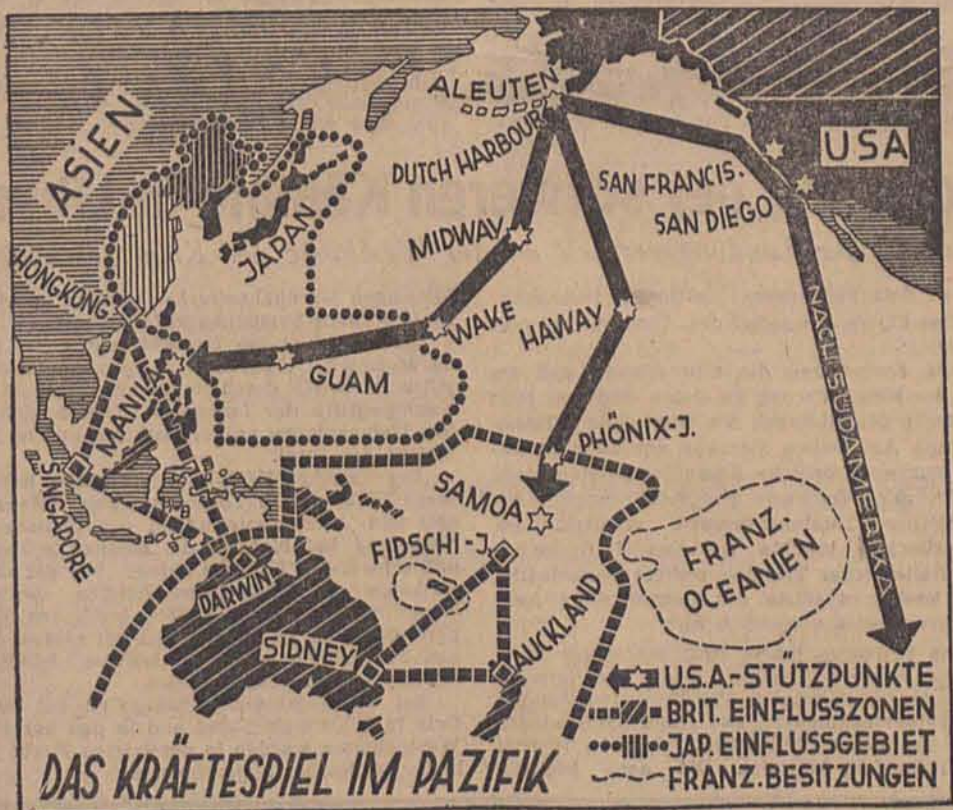 ALEUTEN
DUTCH HARBOUR
ASIEN
USA
SAN FRANCIS.
SAN DIEGO
JAPAN
MIDWAY
HONGKONG
WAKE
HAWAY
NACH SÜDAMERIKA
GUAM
MANILA
PHÖNIX-J.
SINGADORE
SAMOA
FIDSCHI-J.
FRANZ.
OCEANIEN
DARWIN
AUCKLAND
SIDNEY
U.S.A.-STÜTZPUNKTE
BRIT. EINFLUSSZONEN
JAP. EINFLUSSGEBIET
FRANZ. BESITZUNGEN
DAS KRÄFTESPIEL IM PAZIFIK